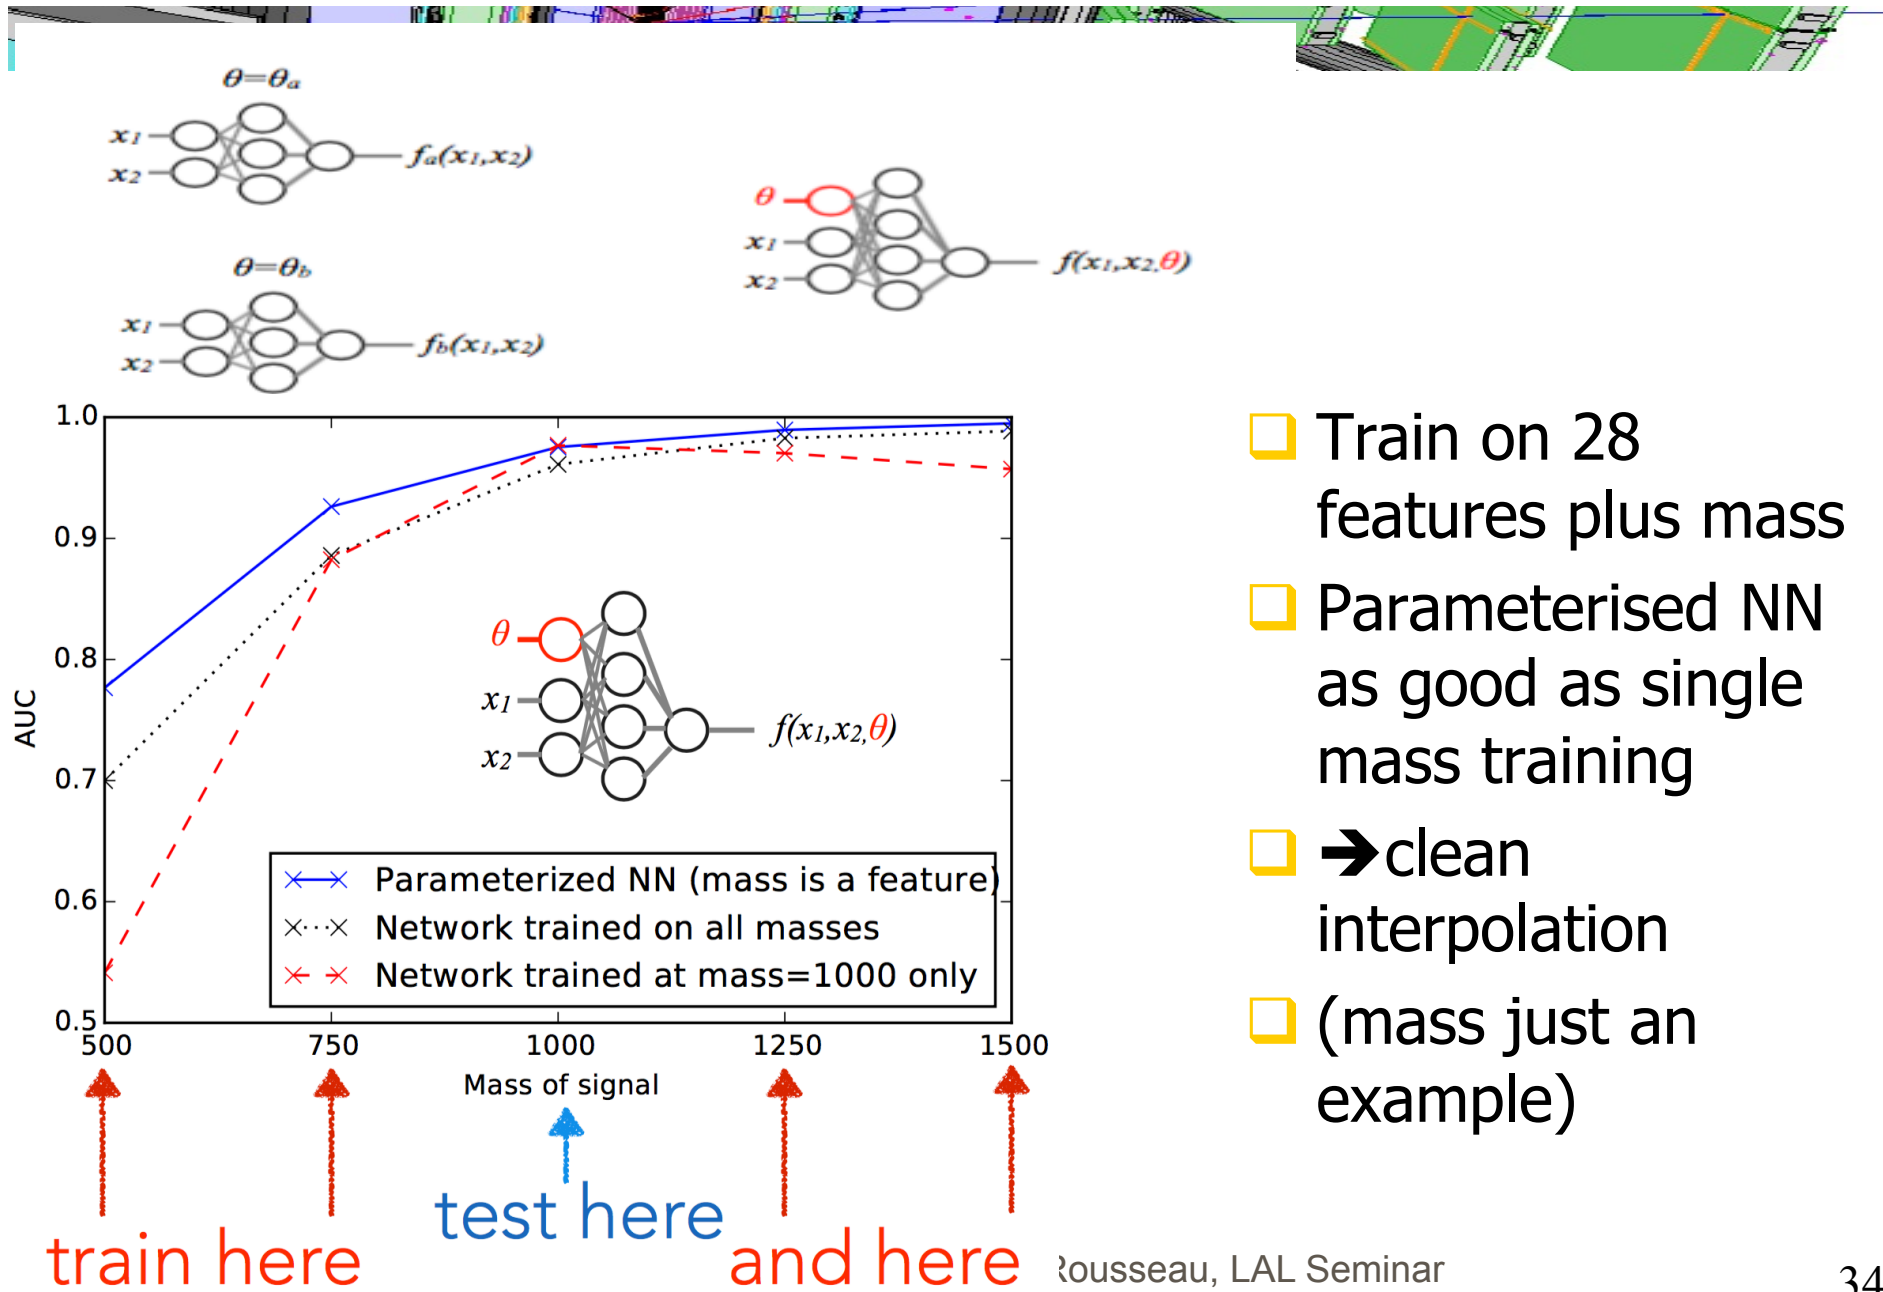 θ=θa
x1
x2
fa(x1,x2)
θ=θb
x1
x2
fb(x1,x2)
θ
x1
x2
f(x1,x2,θ)
1.0
0.9
0.8
0.7
0.6
0.5
AUC
500
750
1000
1250
1500
Mass of signal
θ
x1
x2
f(x1,x2,θ)
Parameterized NN (mass is a feature)
Network trained on all masses
Network trained at mass=1000 only
train here
test here
and here
❑ Train on 28
features plus mass
❑ Parameterised NN
as good as single
mass training
❑ ➔clean
interpolation
❑ (mass just an
example)
Rousseau, LAL Seminar
34